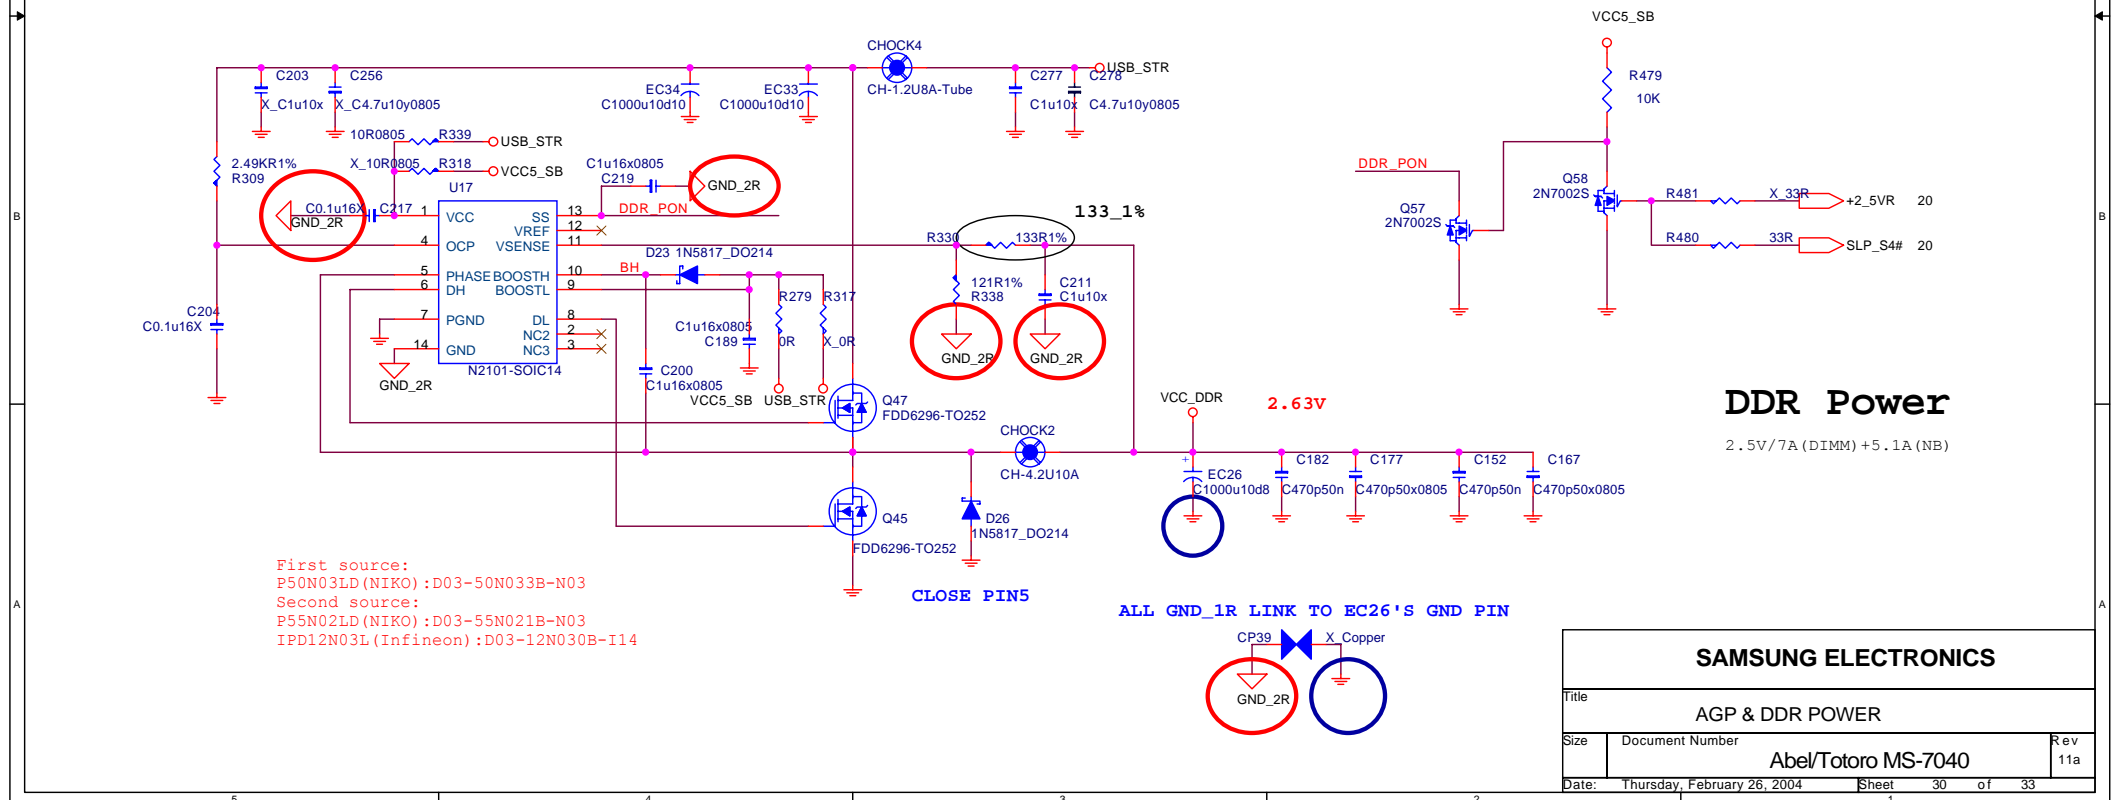 VCC5_SB
CHOCK4
CH-1.2U8A-Tube
C203
X_C1u10x
C256
X_C4.7u10y0805
EC34
C1000u10d10
EC33
C1000u10d10
C277
C1u10x
C278
C4.7u10y0805
USB_STR
R479
10K
10R0805
R339
USB_STR
X_10R0805
R318
VCC5_SB
2.49KR1%
R309
U17
C1u16x0805
C219
GND_2R
DDR_PON
C0.1u16X
C217
GND_2R
1
VCC
4
OCP
5
PHASE
6
DH
7
PGND
14
GND
SS
13
VREF
12
VSENSE
11
BOOSTH
10
BOOSTL
9
DL
8
NC2
2
NC3
3
N2101-SOIC14
GND_2R
C204
C0.1u16X
BH
D23 1N5817_DO214
R279
0R
R317
X_0R
C1u16x0805
C189
C200
C1u16x0805
VCC5_SB
USB_STR
133_1%
R330
133R1%
121R1%
R338
C211
C1u10x
GND_2R
GND_2R
DDR_PON
Q57
2N7002S
Q58
2N7002S
R481
X_33R
+2_5VR
20
R480
33R
SLP_S4#
20
Q47
FDD6296-TO252
Q45
FDD6296-TO252
CHOCK2
CH-4.2U10A
D26
1N5817_DO214
VCC_DDR
2.63V
+
EC26
C1000u10d8
C182
C470p50n
C177
C470p50x0805
C152
C470p50n
C167
C470p50x0805
DDR Power
2.5V/7A(DIMM)+5.1A(NB)
First source:
P50N03LD(NIKO):D03-50N033B-N03
Second source:
P55N02LD(NIKO):D03-55N021B-N03
IPD12N03L(Infineon):D03-12N030B-I14
CLOSE PIN5
ALL GND_1R LINK TO EC26'S GND PIN
CP39
X_Copper
GND_2R
SAMSUNG ELECTRONICS
Title
AGP & DDR POWER
Size
Document Number
Rev
Abel/Totoro MS-7040
11a
Date:
Thursday, February 26, 2004
Sheet
30
of
33
B
B
A
A
5
4
3
2
1